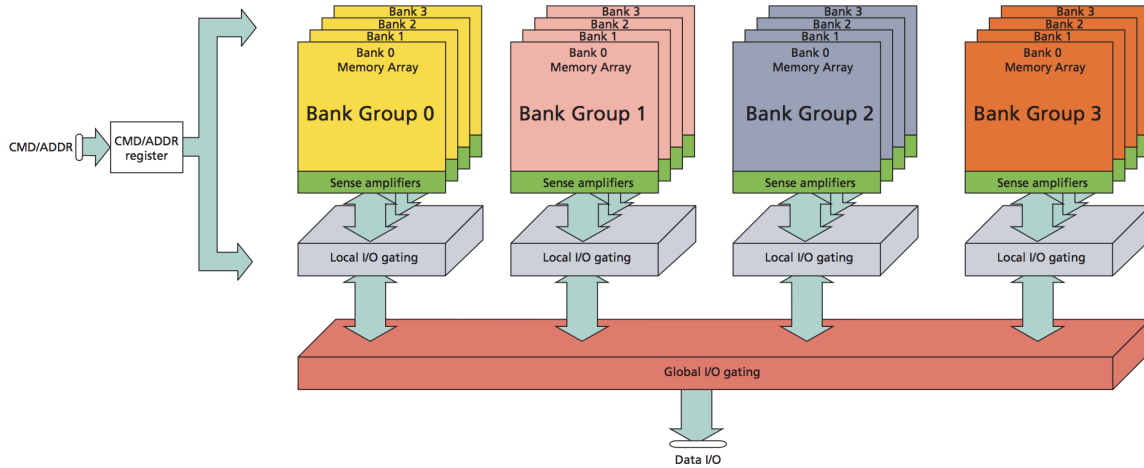 Bank 3
Bank 2
Bank 1
Bank 0
Memory Array
Bank Group 0
Sense amplifiers
Bank 3
Bank 2
Bank 1
Bank 0
Memory Array
Bank Group 1
Sense amplifiers
Bank 3
Bank 2
Bank 1
Bank 0
Memory Array
Bank Group 2
Sense amplifiers
Bank 3
Bank 2
Bank 1
Bank 0
Memory Array
Bank Group 3
Sense amplifiers
CMD/ADDR
CMD/ADDR
register
Local I/O gating
Local I/O gating
Local I/O gating
Local I/O gating
Global I/O gating
Data I/O